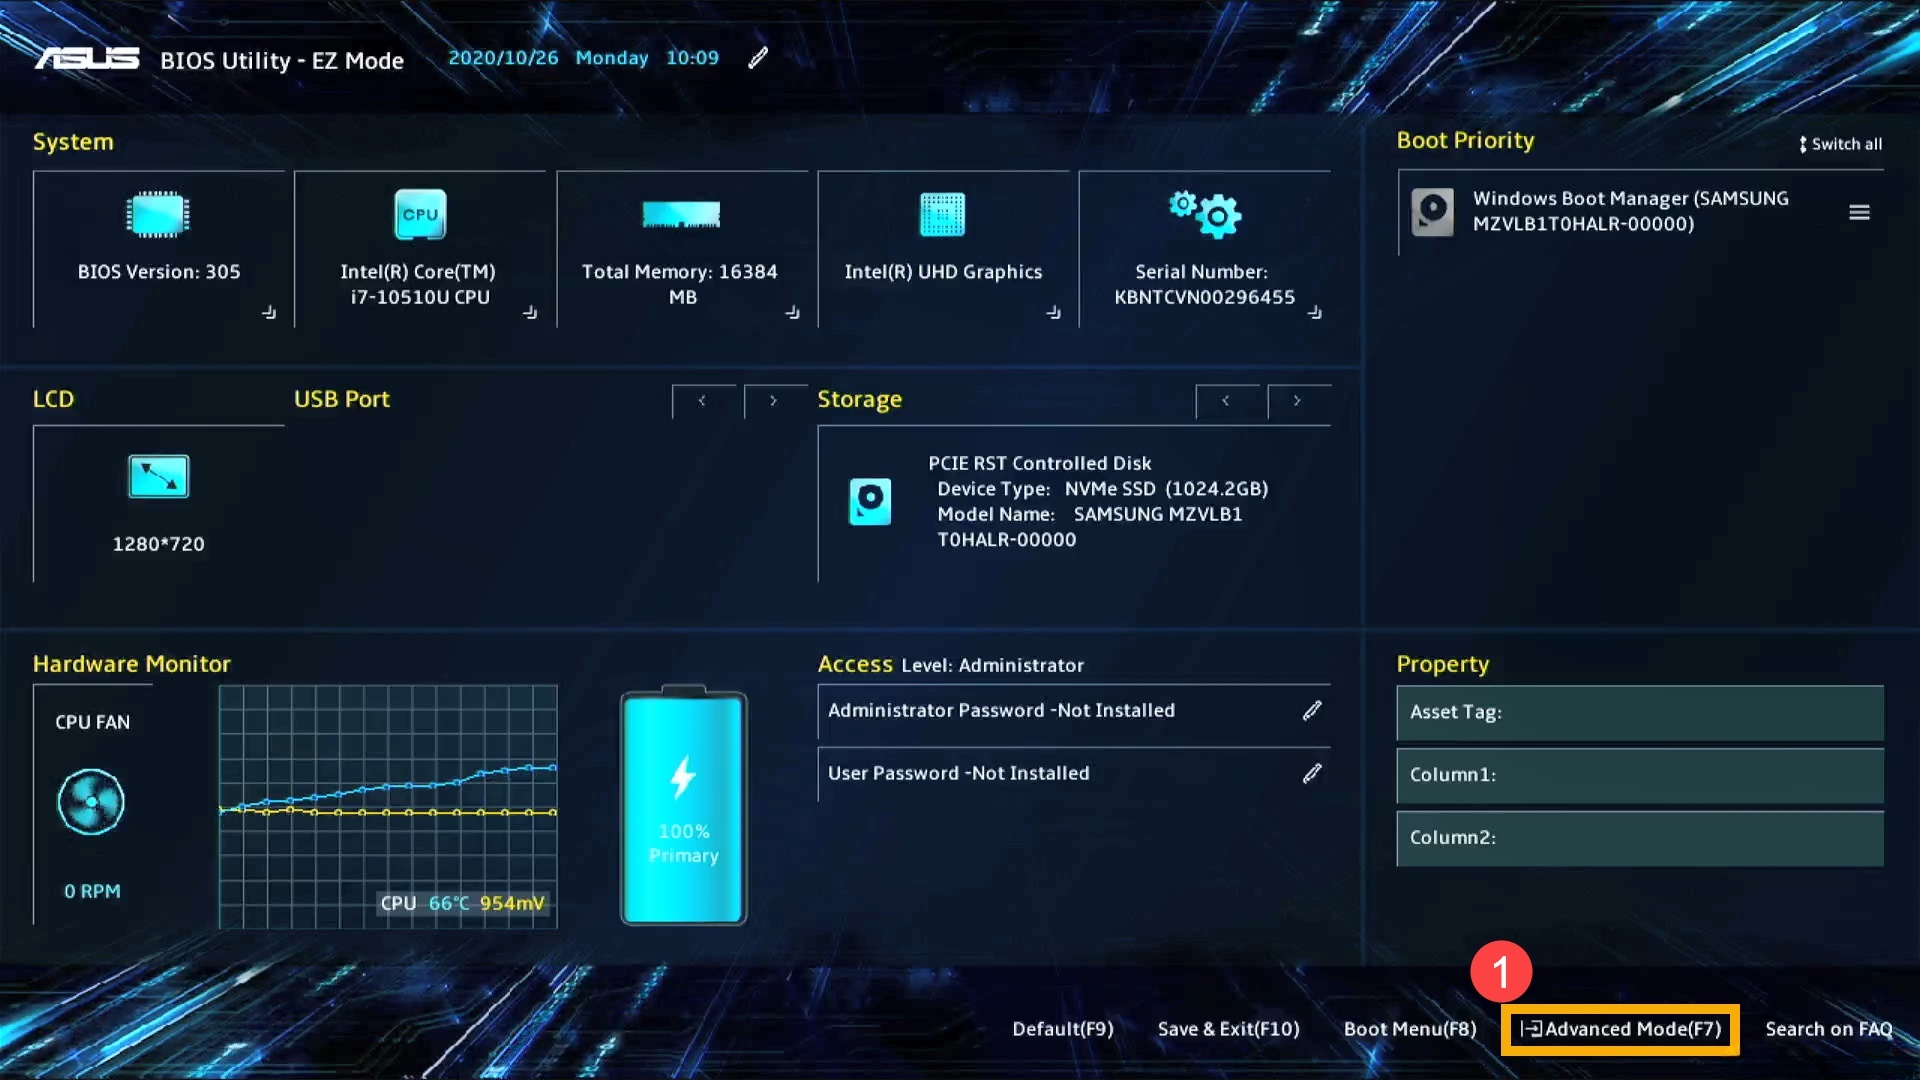 ASUS BIOS Utility - EZ Mode 2020/10/26 Monday 10:09
System
BIOS Version: 305
CPU
Intel(R) Core(TM)
i7-10510U CPU
Total Memory: 16384
MB
Intel(R) UHD Graphics
Serial Number:
KBNTCVN00296455
Boot Priority
Switch all
Windows Boot Manager (SAMSUNG
MZVLB1T0HALR-00000)
LCD
1280*720
USB Port
Storage
PCIE RST Controlled Disk
Device Type: NVMe SSD (1024.2GB)
Model Name: SAMSUNG MZVLB1
T0HALR-00000
Hardware Monitor
CPU FAN
0 RPM
CPU 66°C 954mV
100%
Primary
Access Level: Administrator
Administrator Password -Not Installed
User Password -Not Installed
Property
Asset Tag:
Column1:
Column2:
1
Default(F9) Save & Exit(F10) Boot Menu(F8) Advanced Mode(F7) Search on FAQ